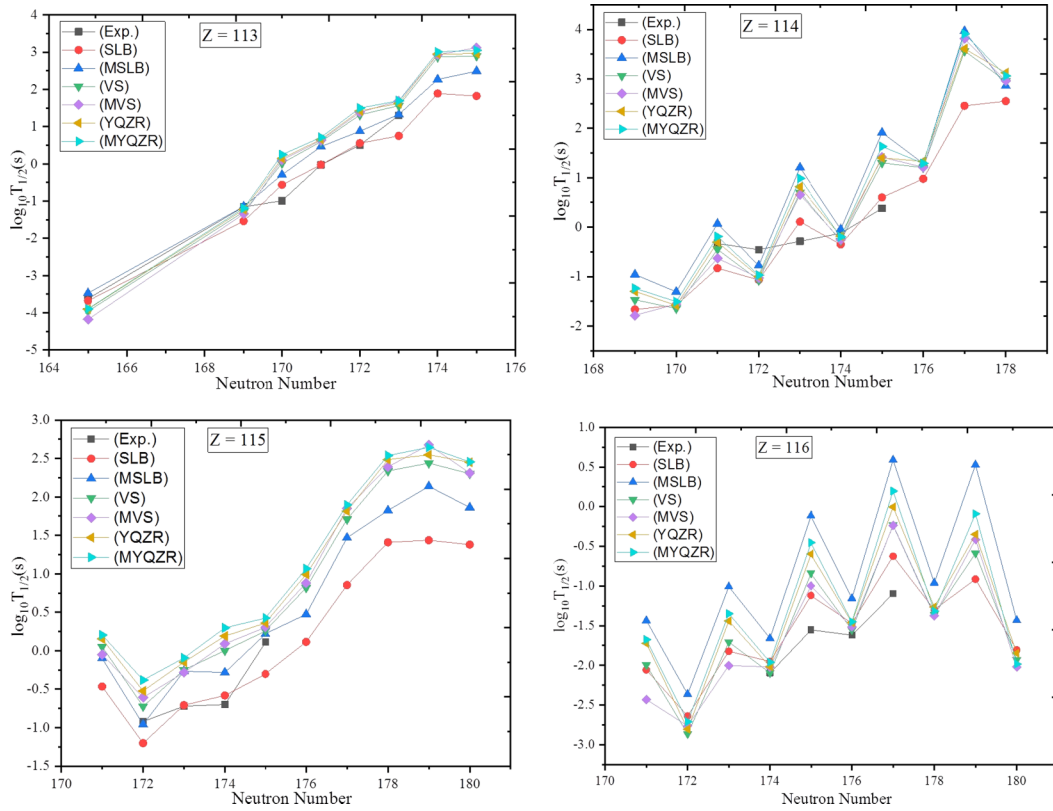 Z = 113
(Exp.)
(SLB)
(MSLB)
(VS)
(MVS)
(YQZR)
(MYQZR)
log10T1/2(s)
4
3
2
1
0
-1
-2
-3
-4
-5
164 166 168 170 172 174 176
Neutron Number
Z = 114
(Exp.)
(SLB)
(MSLB)
(VS)
(MVS)
(YQZR)
(MYQZR)
log10T1/2(s)
4
3
2
1
0
-1
-2
168 170 172 174 176 178
Neutron Number
Z = 115
(Exp.)
(SLB)
(MSLB)
(VS)
(MVS)
(YQZR)
(MYQZR)
log10T1/2(s)
3.0
2.5
2.0
1.5
1.0
0.5
0.0
-0.5
-1.0
-1.5
170 172 174 176 178 180
Neutron Number
Z = 116
(Exp.)
(SLB)
(MSLB)
(VS)
(MVS)
(YQZR)
(MYQZR)
log10T1/2(s)
1.0
0.5
0.0
-0.5
-1.0
-1.5
-2.0
-2.5
-3.0
170 172 174 176 178 180
Neutron Number